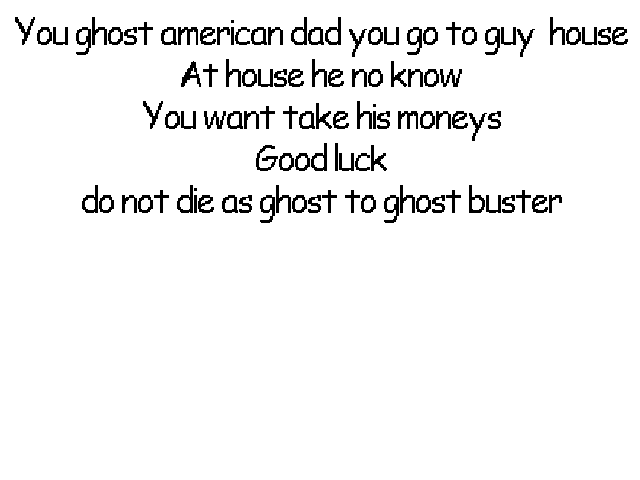 You ghost american dad you go to guy  house
At house he no know
You want take his moneys
Good luck
do not die as ghost to ghost buster